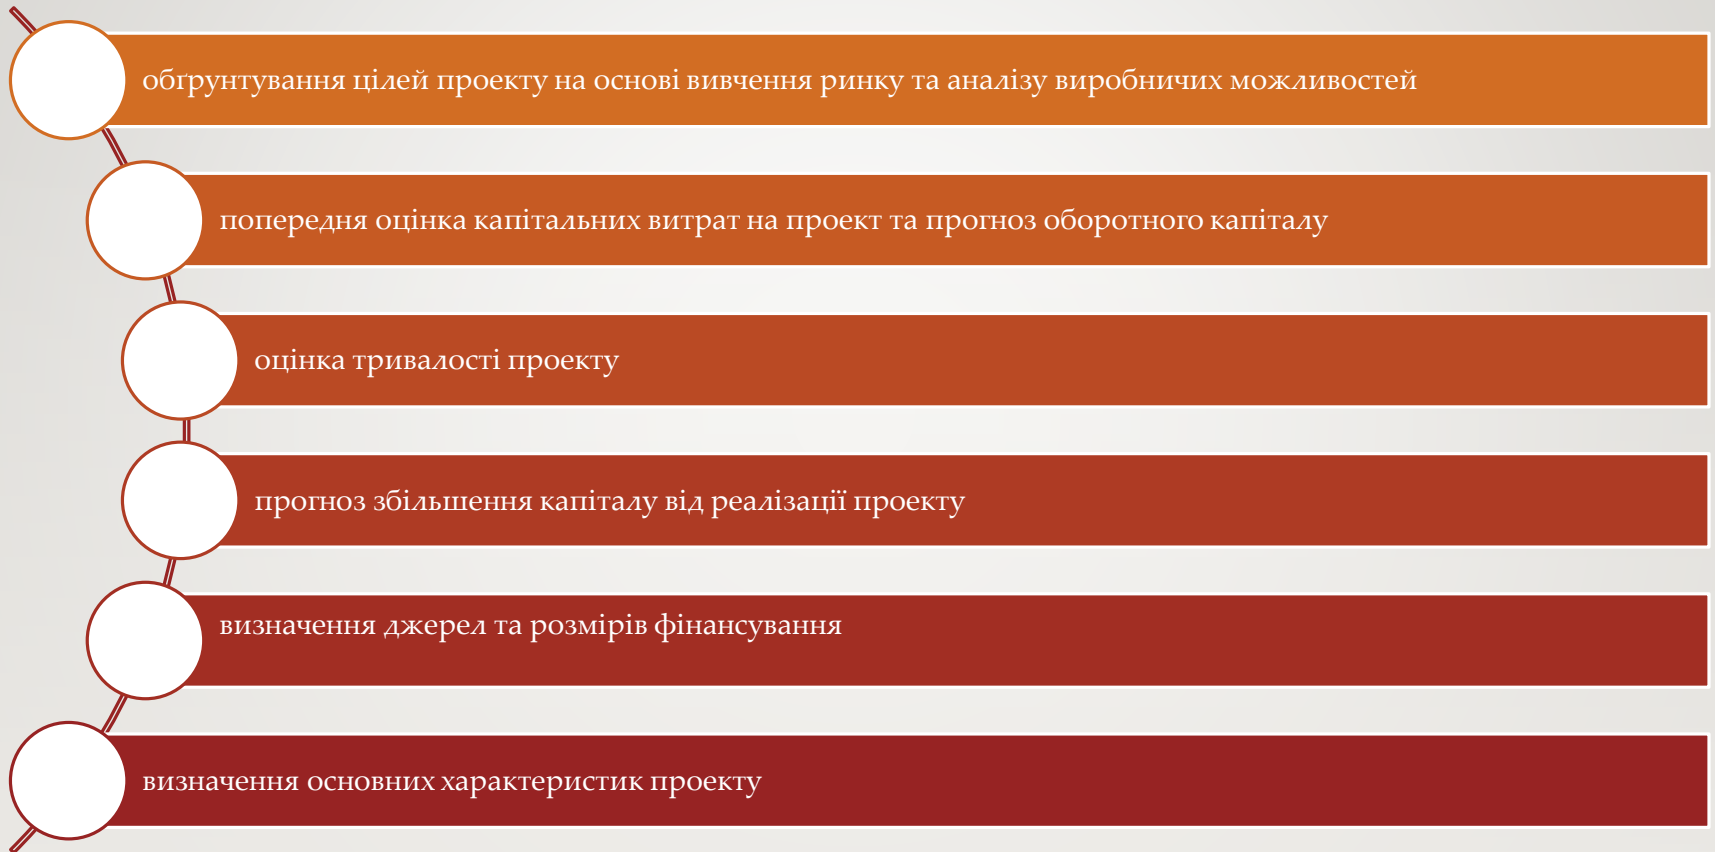 обґрунтування цілей проекту на основі вивчення ринку та аналізу виробничих можливостей
попередня оцінка капітальних витрат на проект та прогноз оборотного капіталу
оцінка тривалості проекту
прогноз збільшення капіталу від реалізації проекту
визначення джерел та розмірів фінансування
визначення основних характеристик проекту